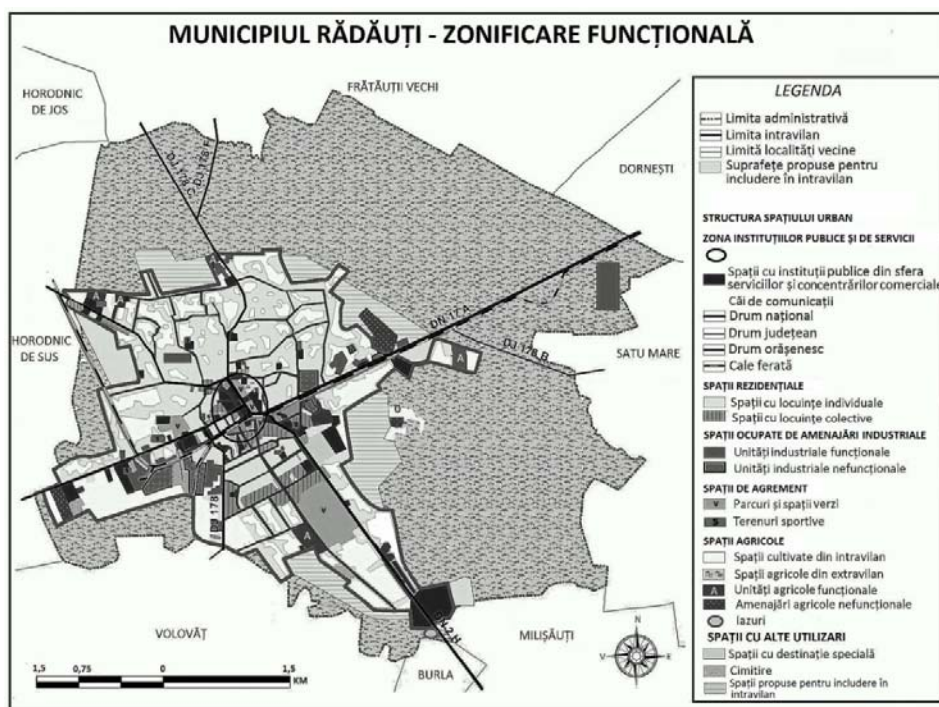 MUNICIPIUL RĂDĂUȚI - ZONIFICARE FUNCȚIONALĂ
HORODNIC
DE JOS
FRĂTĂUȚII VECHI
DORNEȘTI
DJ 178 C
DJ 178 F
DN 17 A
DJ 178 B
HORODNIC
DE SUS
SATU MARE
D
A
A
A
A
V
V
A
DJ 178
DN 2 H
VOLOVĂȚ
MILIȘĂUȚI
BURLA
N
V
E
S
1,5
0,75
0
1,5
KM
LEGENDA
Limita administrativă
Limita intravilan
Limită localități vecine
Suprafețe propuse pentru
includere în intravilan
STRUCTURA SPAȚIULUI URBAN
ZONA INSTITUȚIILOR PUBLICE ȘI DE SERVICII
Spații cu instituții publice din sfera
serviciilor și concentrărilor comerciale
Căi de comunicații
Drum național
Drum județean
Drum orășenesc
Cale ferată
SPAȚII REZIDENȚIALE
Spații cu locuințe individuale
Spații cu locuințe colective
SPAȚII OCUPATE DE AMENAJĂRI INDUSTRIALE
Unități industriale funcționale
Unități industriale nefuncționale
SPAȚII DE AGREMENT
V
Parcuri și spații verzi
S
Terenuri sportive
SPAȚII AGRICOLE
Spații cultivate din intravilan
Spații agricole din extravilan
A
Unități agricole funcționale
Amenajări agricole nefuncționale
Iazuri
SPAȚII CU ALTE UTILIZARI
Spații cu destinație specială
Cimitire
Spații propuse pentru includere în
intravilan